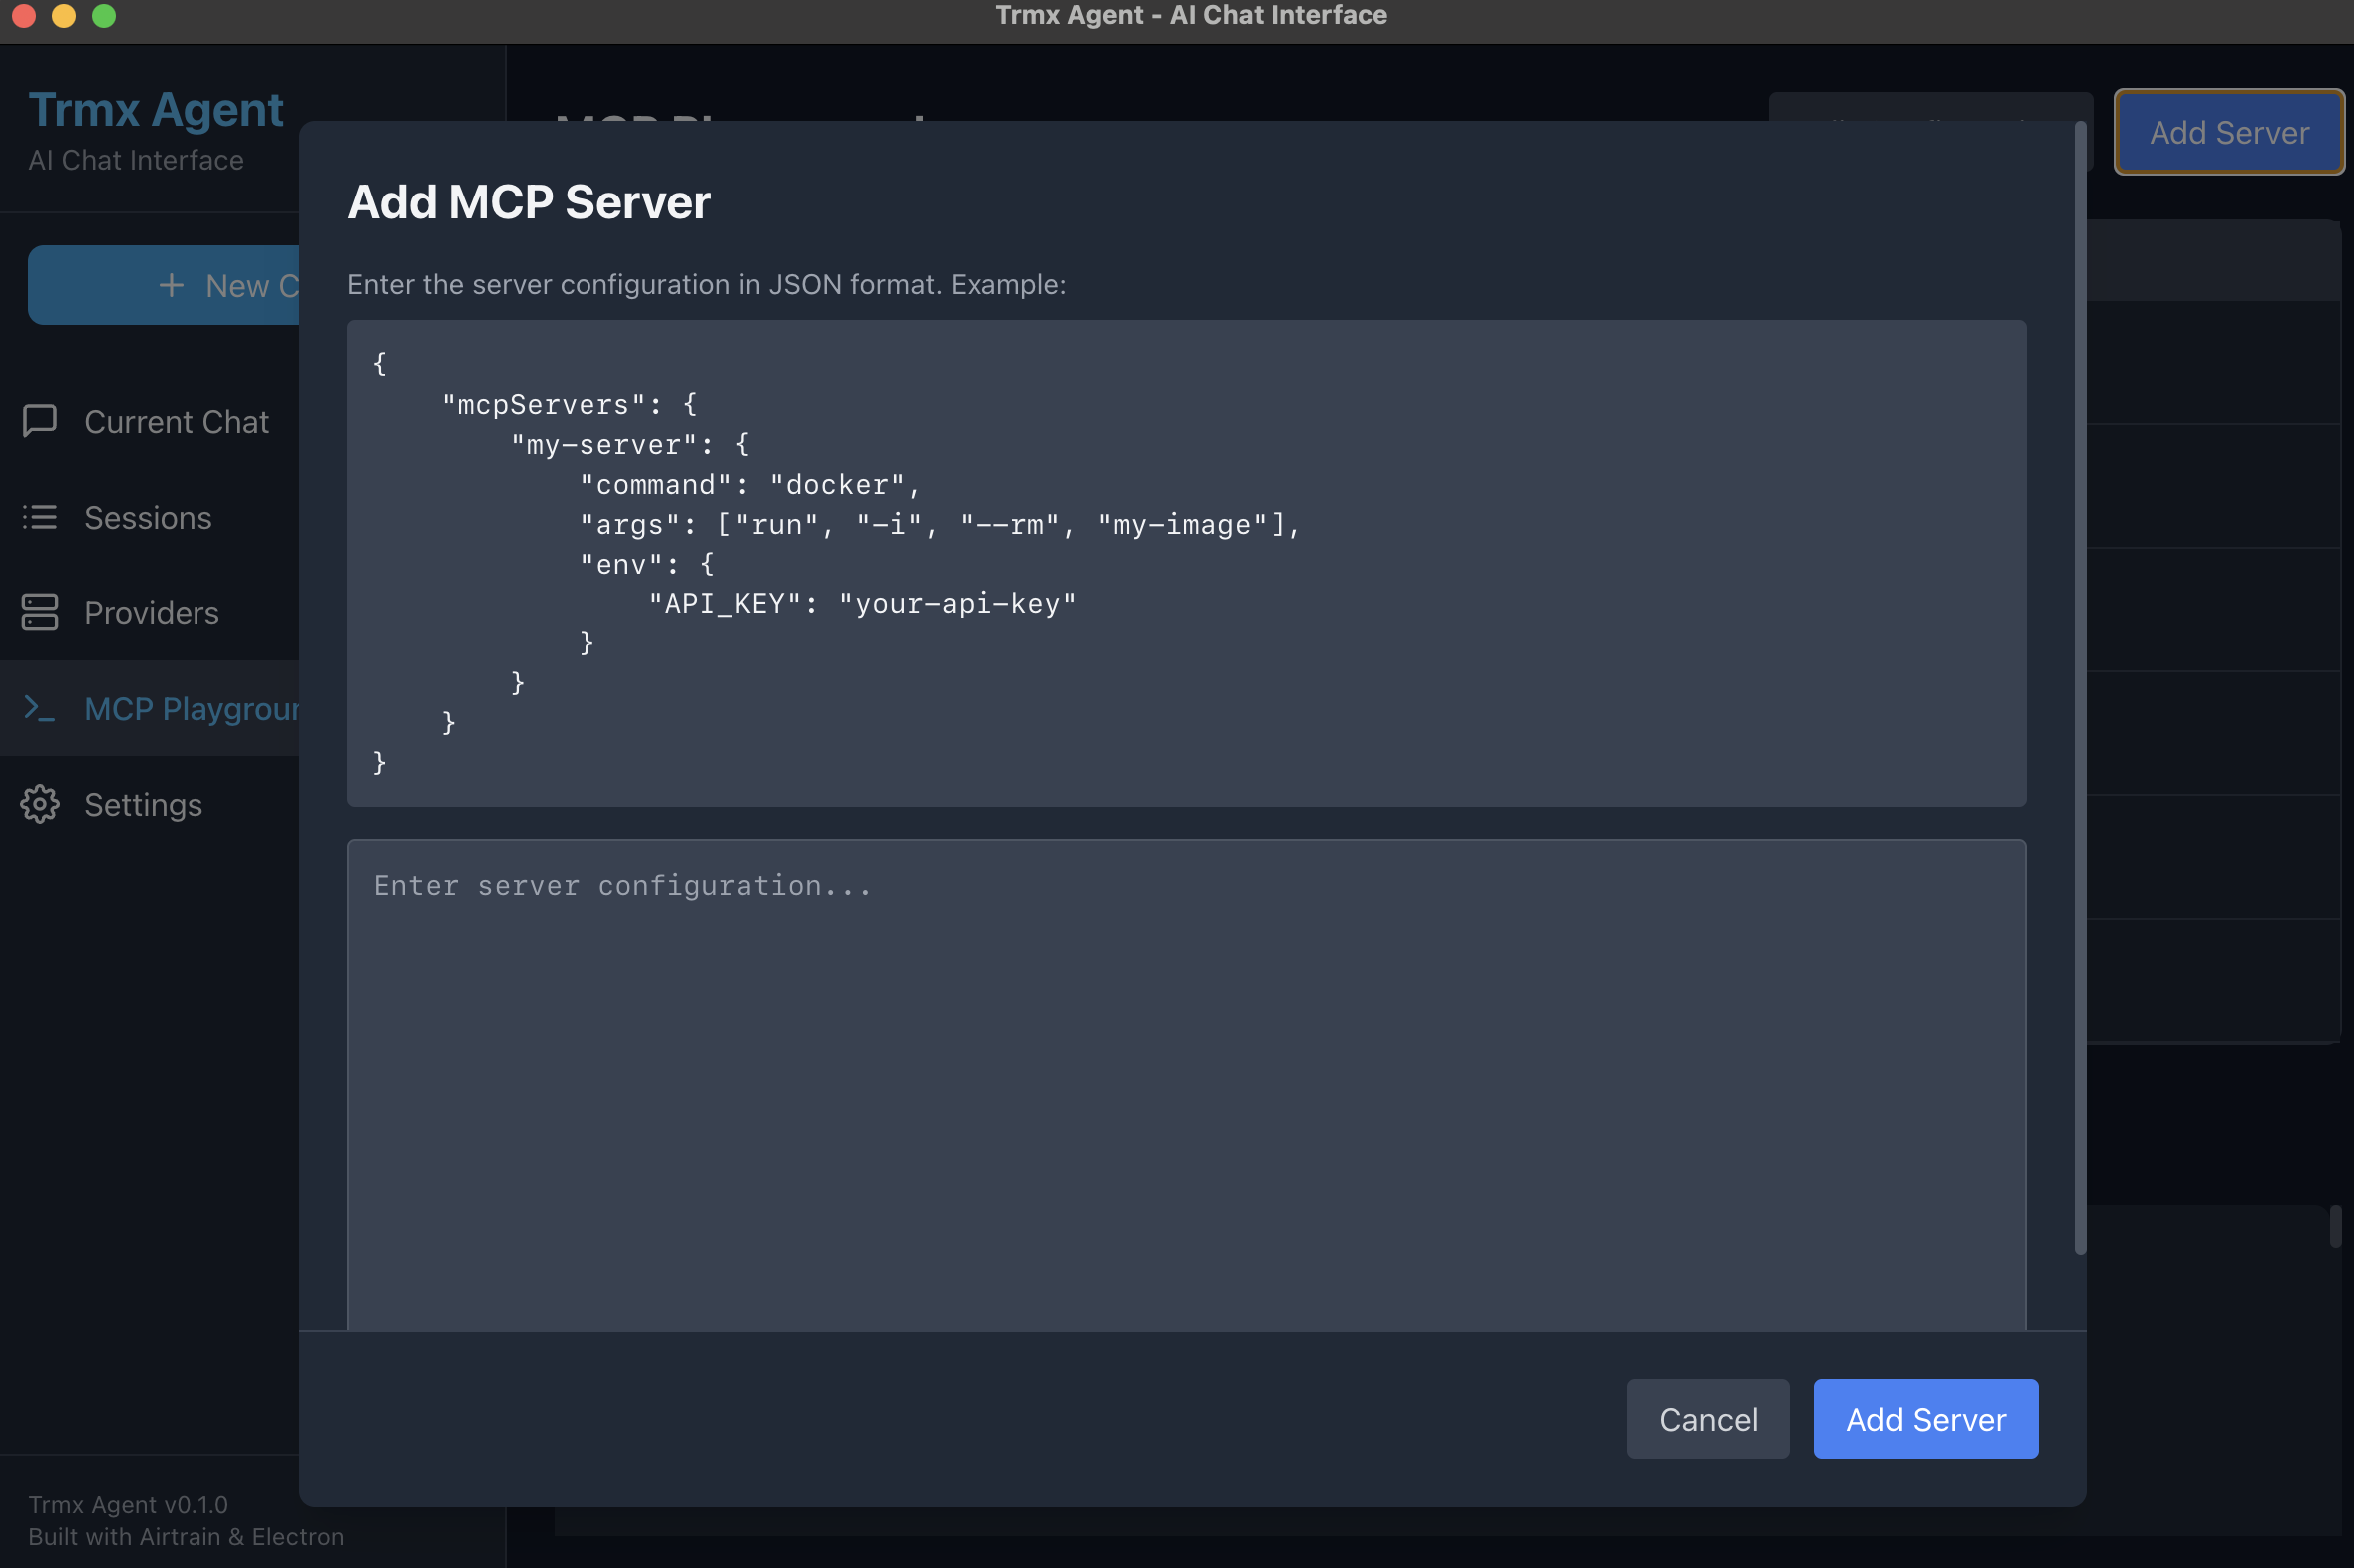 Trmx Agent - AI Chat Interface
Trmx Agent
AI Chat Interface
Add Server
+ New
Current Chat
Sessions
Providers
MCP
Settings
Trmx Agent v0.1.0
Built with Airtrain & Electron
Add MCP Server
Enter the server configuration in JSON format. Example:
{
    "mcpServers": {
        "my-server": {
            "command": "docker",
            "args": ["run", "-i", "--rm", "my-image"],
            "env": {
                "API_KEY": "your-api-key"
            }
        }
    }
}
Enter server configuration...
Cancel
Add Server